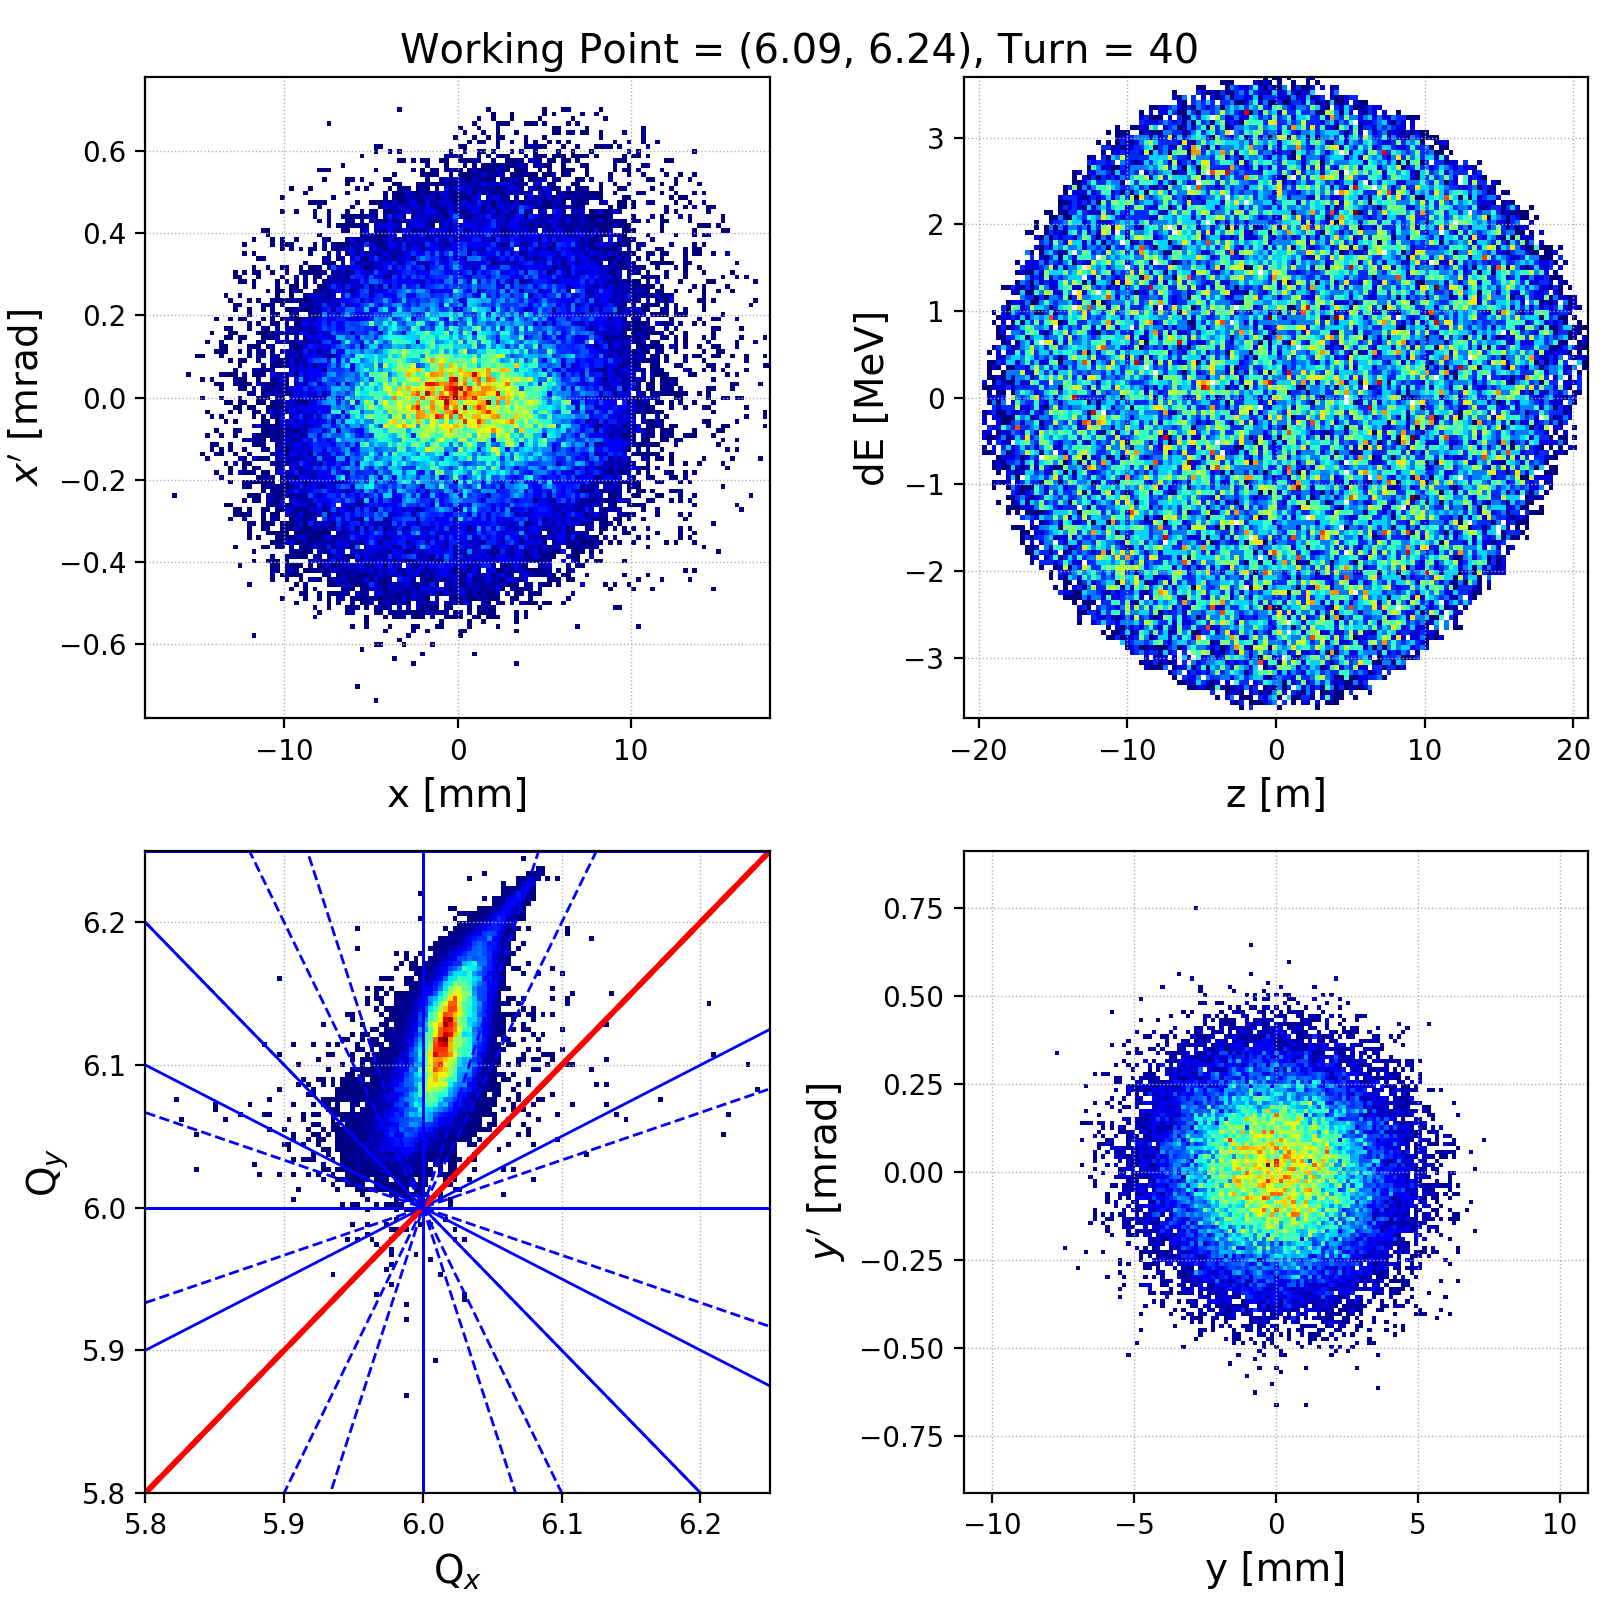 Working Point = (6.09, 6.24), Turn = 40
x′ [mrad]
0.6
0.4
0.2
0.0
−0.2
−0.4
−0.6
−10 0 10
x [mm]
dE [MeV]
3
2
1
0
−1
−2
−3
−20 −10 0 10 20
z [m]
Qy
6.2
6.1
6.0
5.9
5.8
5.8 5.9 6.0 6.1 6.2
Qx
y′ [mrad]
0.75
0.50
0.25
0.00
−0.25
−0.50
−0.75
−10 −5 0 5 10
y [mm]